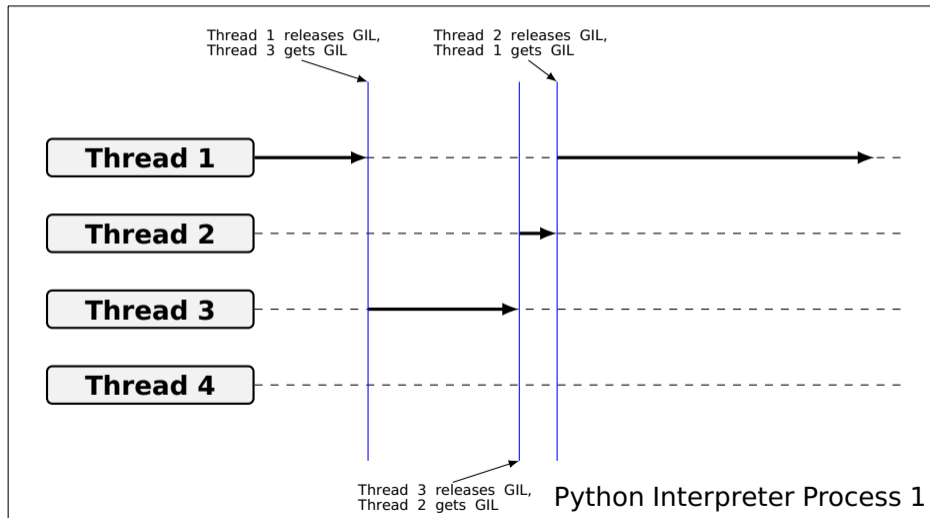 Thread 1 releases GIL,
Thread 3 gets GIL
Thread 2 releases GIL,
Thread 1 gets GIL
Thread 1
Thread 2
Thread 3
Thread 4
Thread 3 releases GIL,
Thread 2 gets GIL
Python Interpreter Process 1